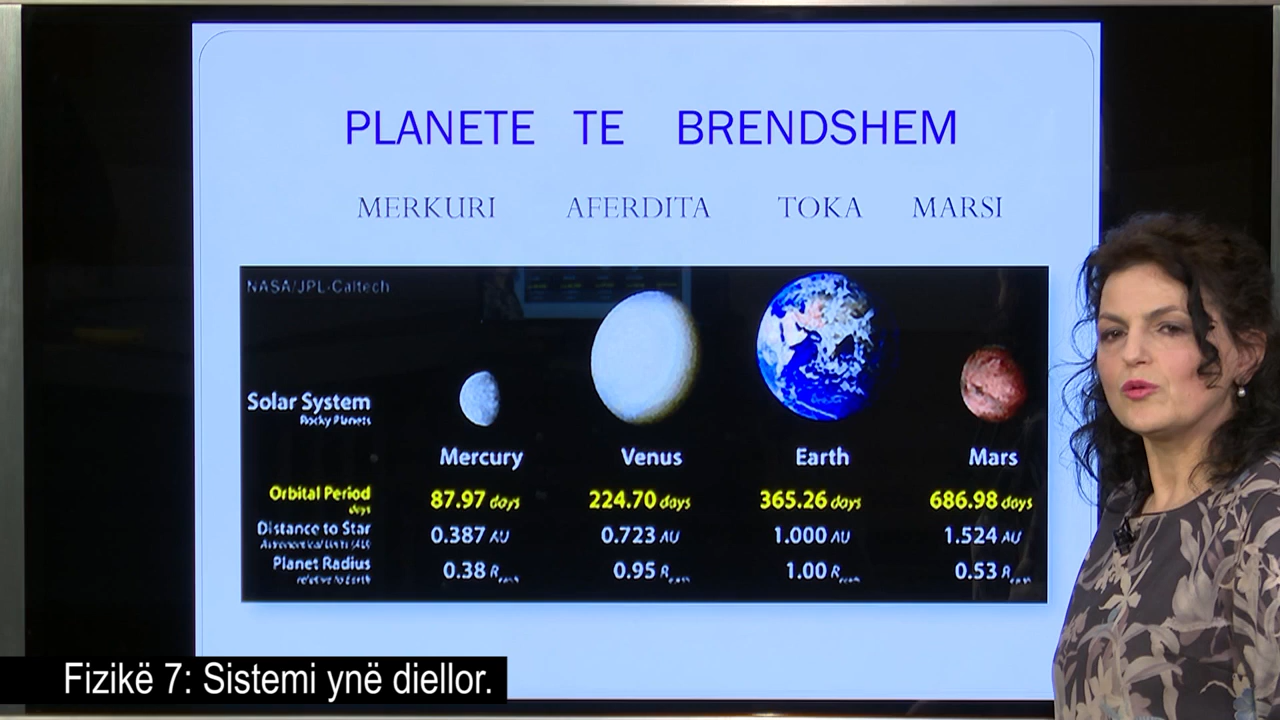 PLANETE TE BRENDSHEM
MERKURI AFERDITA TOKA MARSI
NASA/JPL-Caltech
Solar System
Rocky Planets
Mercury Venus Earth Mars
Orbital Period 87.97 days 224.70 days 365.26 days 686.98 days
days
Distance to Star 0.387 AU 0.723 AU 1.000 AU 1.524 AU
Planet Radius 0.38 R 0.95 R 1.00 R 0.53 R
relative to Earth
Fizikë 7: Sistemi ynë diellor.